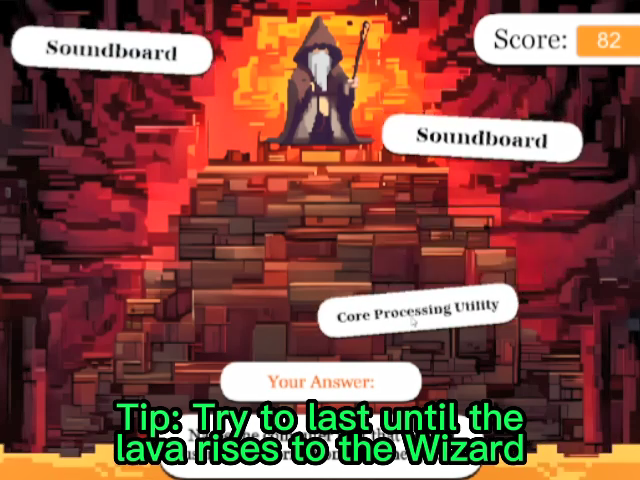 Soundboard
Score: 82
Soundboard
Core Processing Utility
Your Answer:
Tip: Try to last until the
lava rises to the Wizard